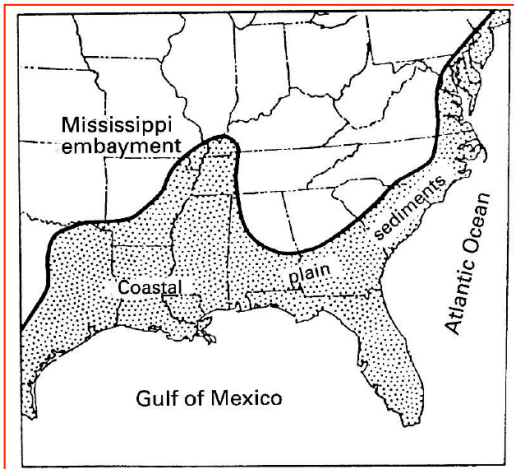 Mississippi
embayment
Coastal
plain
sediments
Atlantic Ocean
Gulf of Mexico